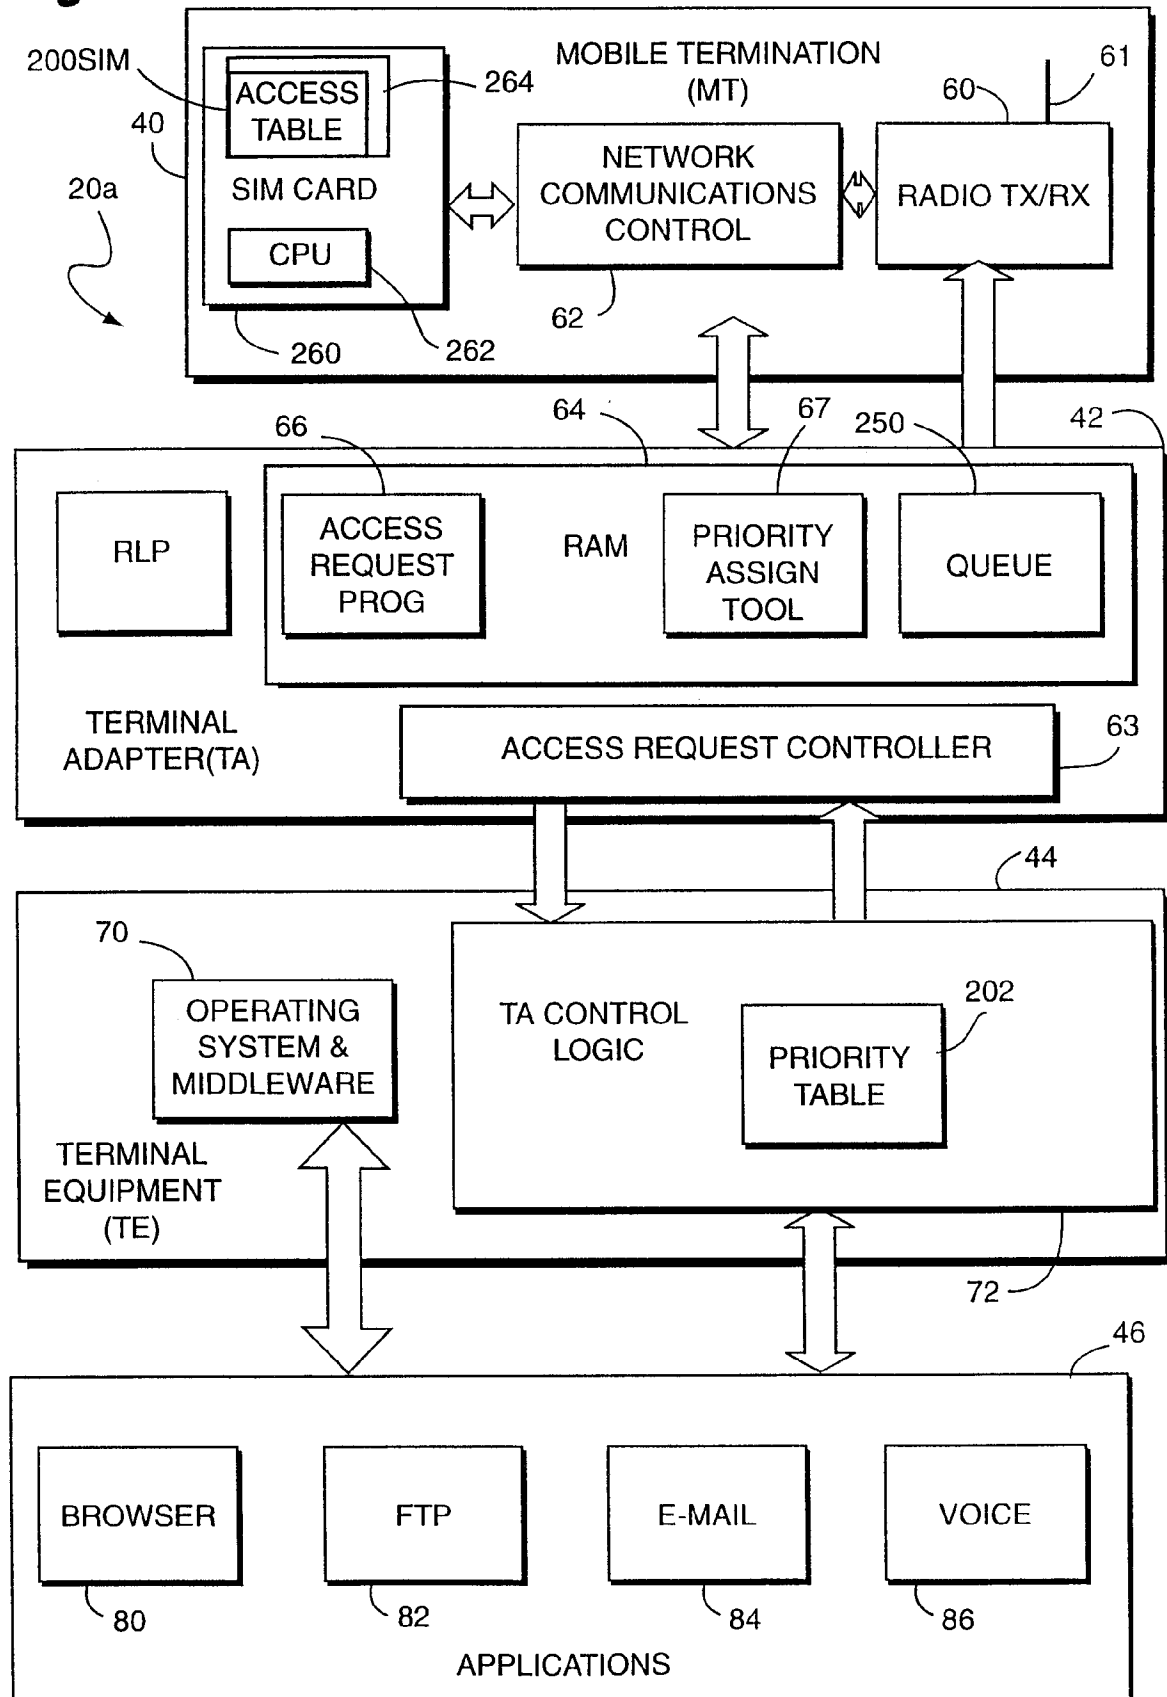 200SIM
ACCESS
TABLE
264
MOBILE TERMINATION
(MT)
60
61
40
SIM CARD
NETWORK
COMMUNICATIONS
CONTROL
RADIO TX/RX
20a
CPU
260
262
62
66
64
67
250
42
RLP
ACCESS
REQUEST
PROG
RAM
PRIORITY
ASSIGN
TOOL
QUEUE
TERMINAL
ADAPTER(TA)
ACCESS REQUEST CONTROLLER
63
44
70
OPERATING
SYSTEM &
MIDDLEWARE
TA CONTROL
LOGIC
202
PRIORITY
TABLE
TERMINAL
EQUIPMENT
(TE)
72
46
BROWSER
FTP
E-MAIL
VOICE
80
82
84
86
APPLICATIONS